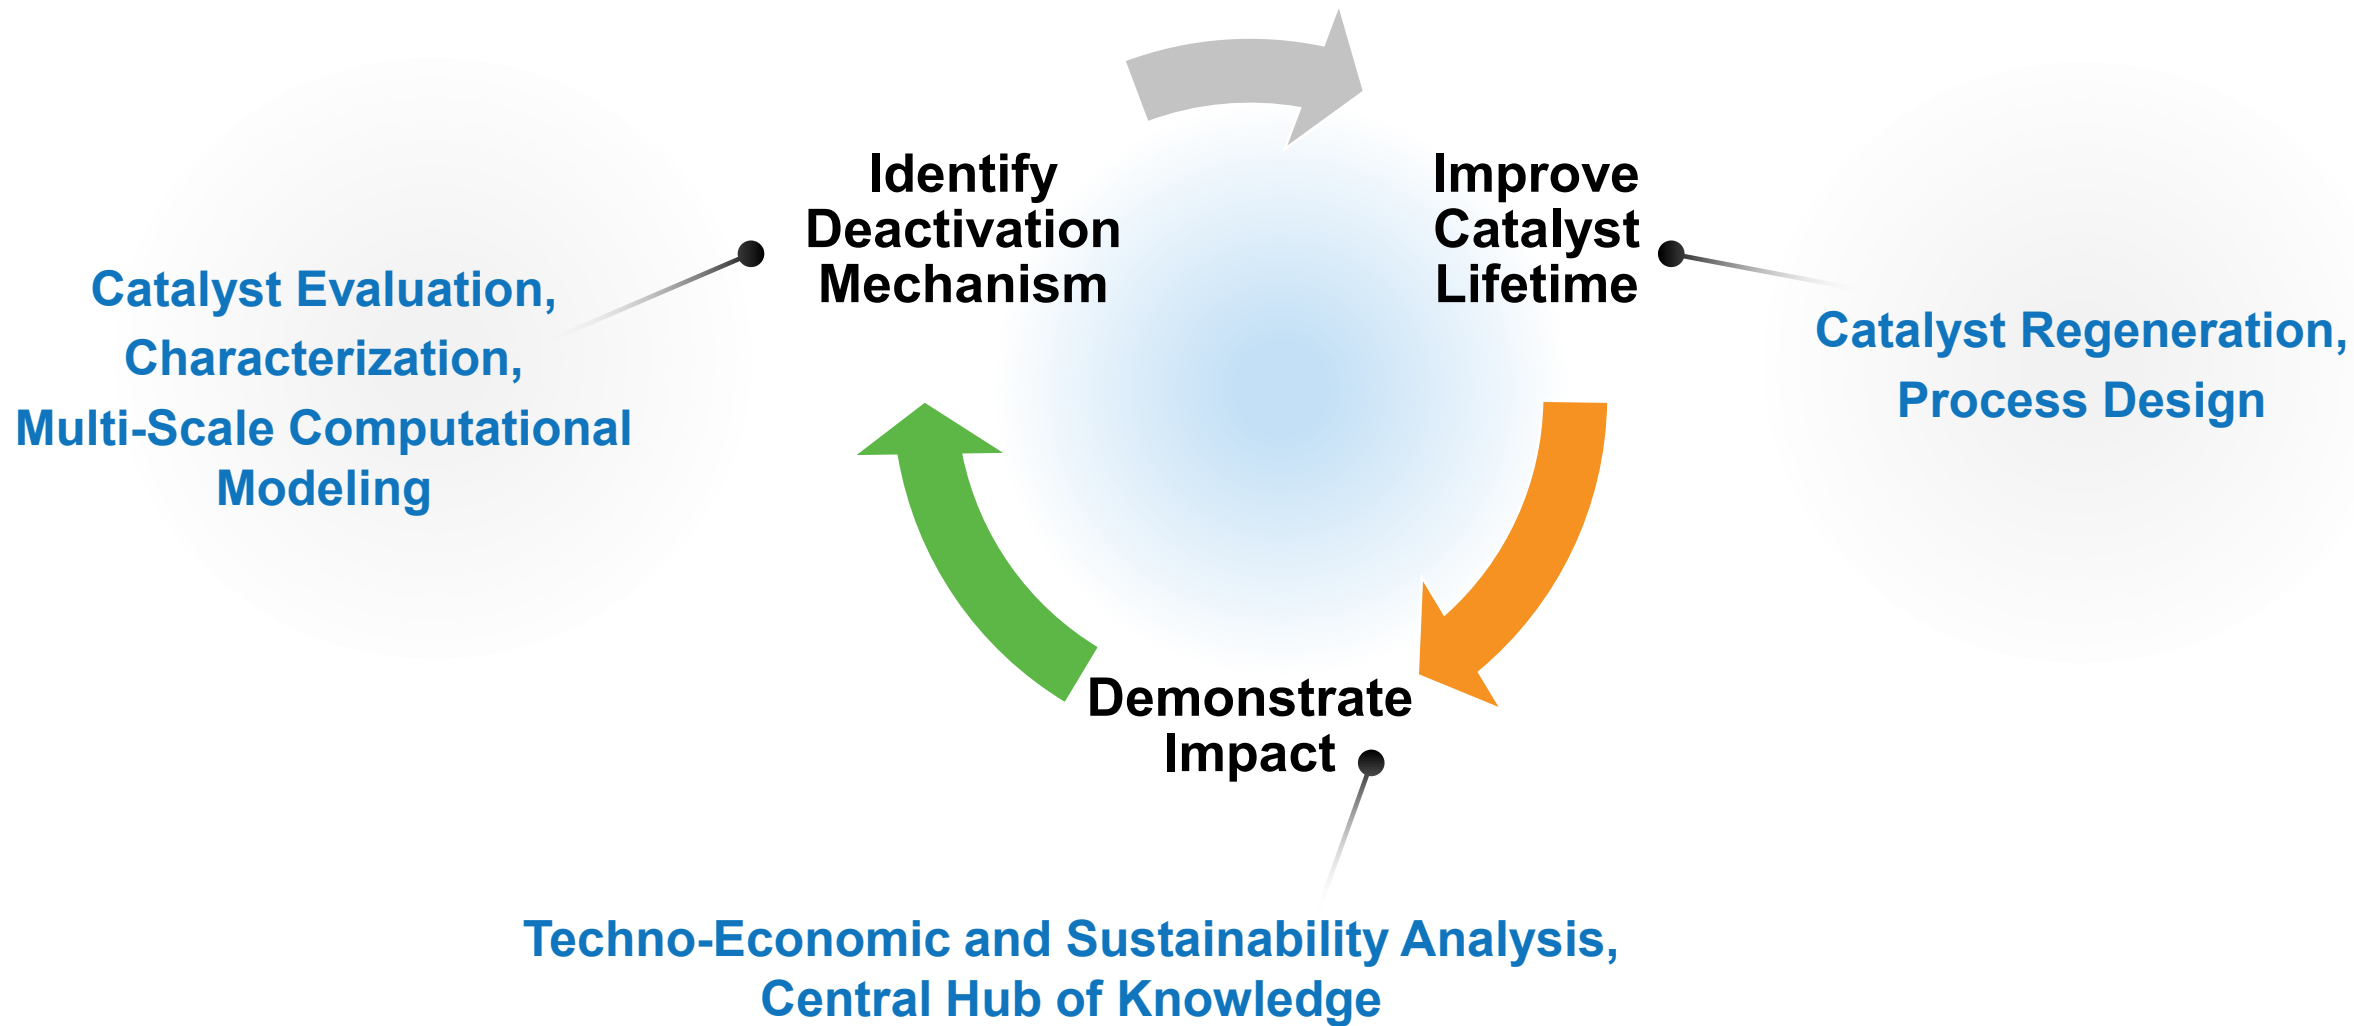 Identify
Deactivation
Mechanism
Improve
Catalyst
Lifetime
Catalyst Evaluation,
Characterization,
Multi-Scale Computational
Modeling
Catalyst Regeneration,
Process Design
Demonstrate
Impact
Techno-Economic and Sustainability Analysis,
Central Hub of Knowledge